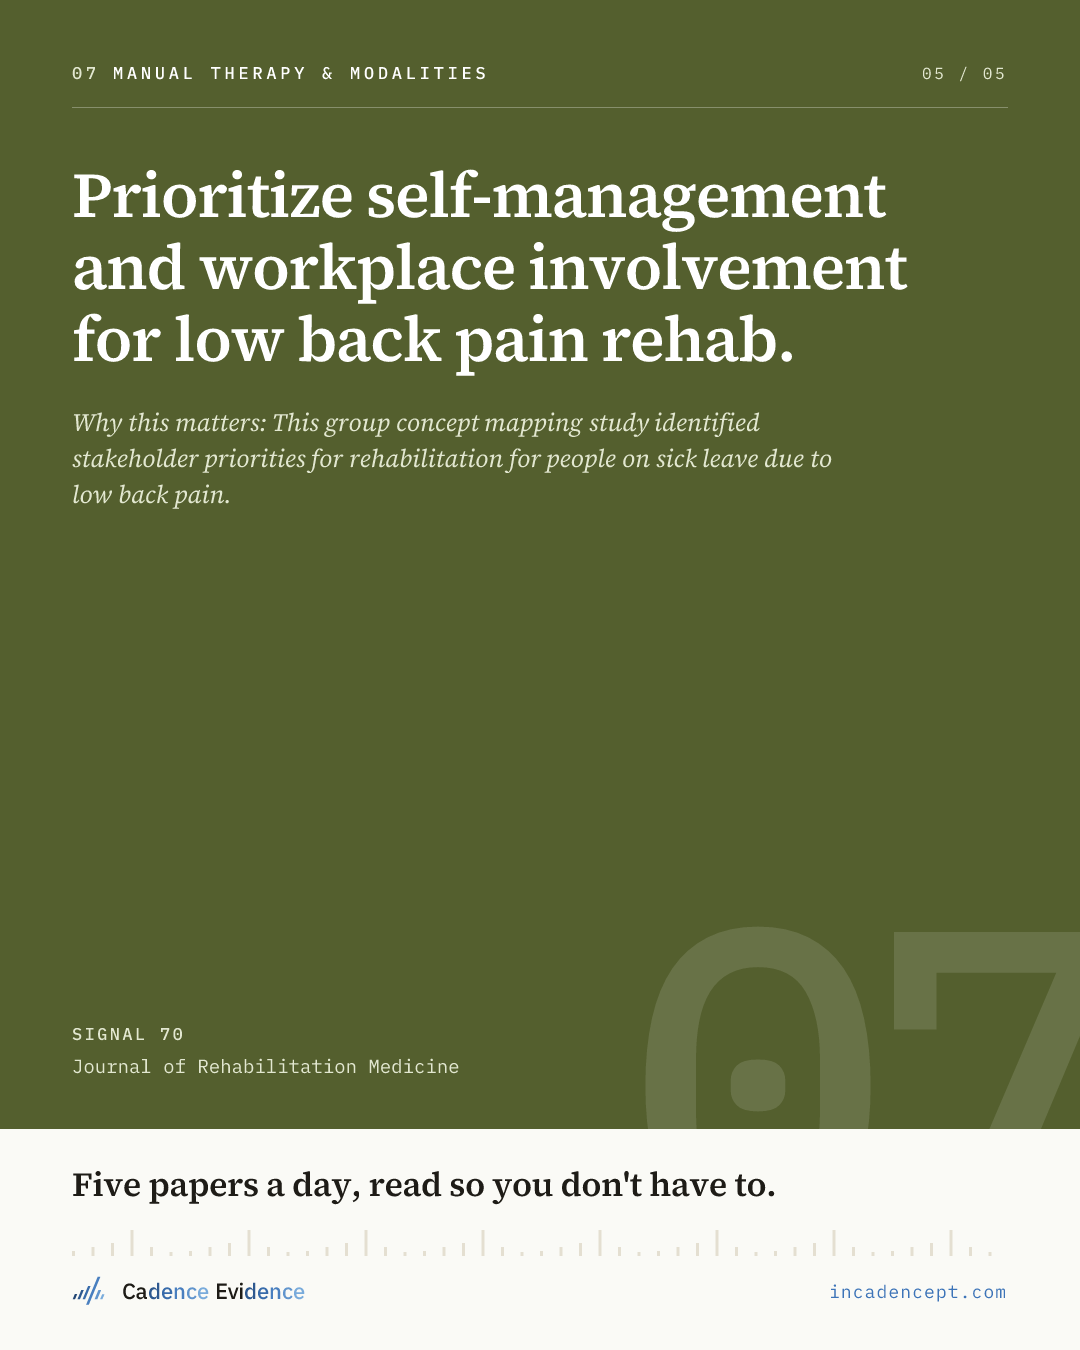 07 MANUAL THERAPY & MODALITIES
05 / 05
Prioritize self-management
and workplace involvement
for low back pain rehab.
Why this matters: This group concept mapping study identified
stakeholder priorities for rehabilitation for people on sick leave due to
low back pain.
07
SIGNAL 70
Journal of Rehabilitation Medicine
Five papers a day, read so you don't have to.
Cadence Evidence
incadencept.com